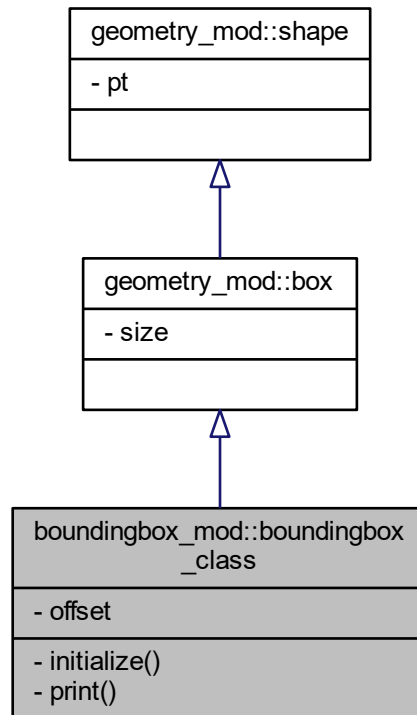 geometry_mod::shape
- pt
geometry_mod::box
- size
boundingbox_mod::boundingbox
_class
- offset
- initialize()
- print()